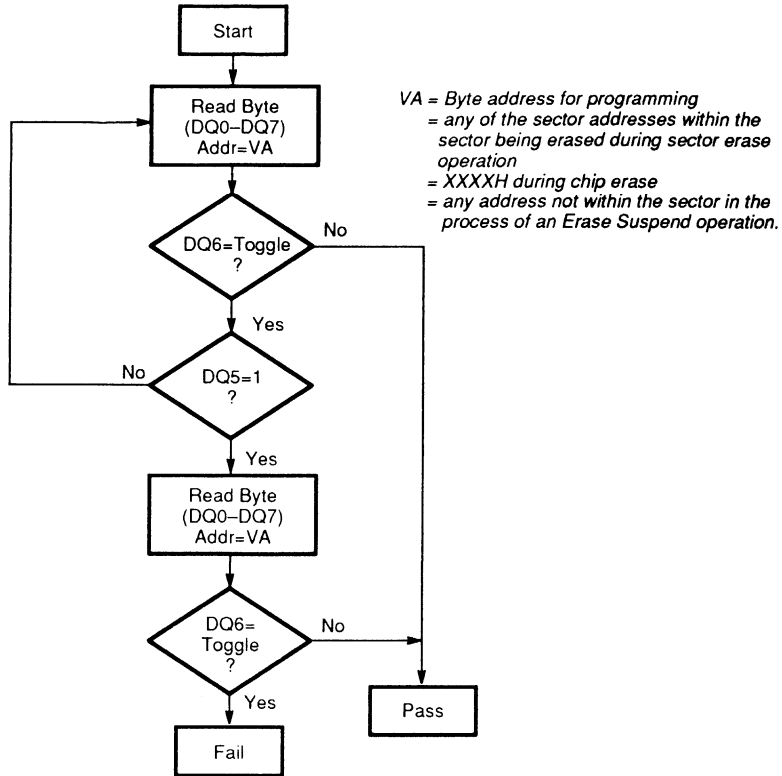 Start
Read Byte
(DQ0–DQ7)
Addr=VA
VA = Byte address for programming
= any of the sector addresses within the
sector being erased during sector erase
operation
= XXXXH during chip erase
= any address not within the sector in the
process of an Erase Suspend operation.
DQ6=Toggle
?
No
Yes
DQ5=1
?
No
Yes
Read Byte
(DQ0–DQ7)
Addr=VA
DQ6=
Toggle
?
No
Yes
Pass
Fail